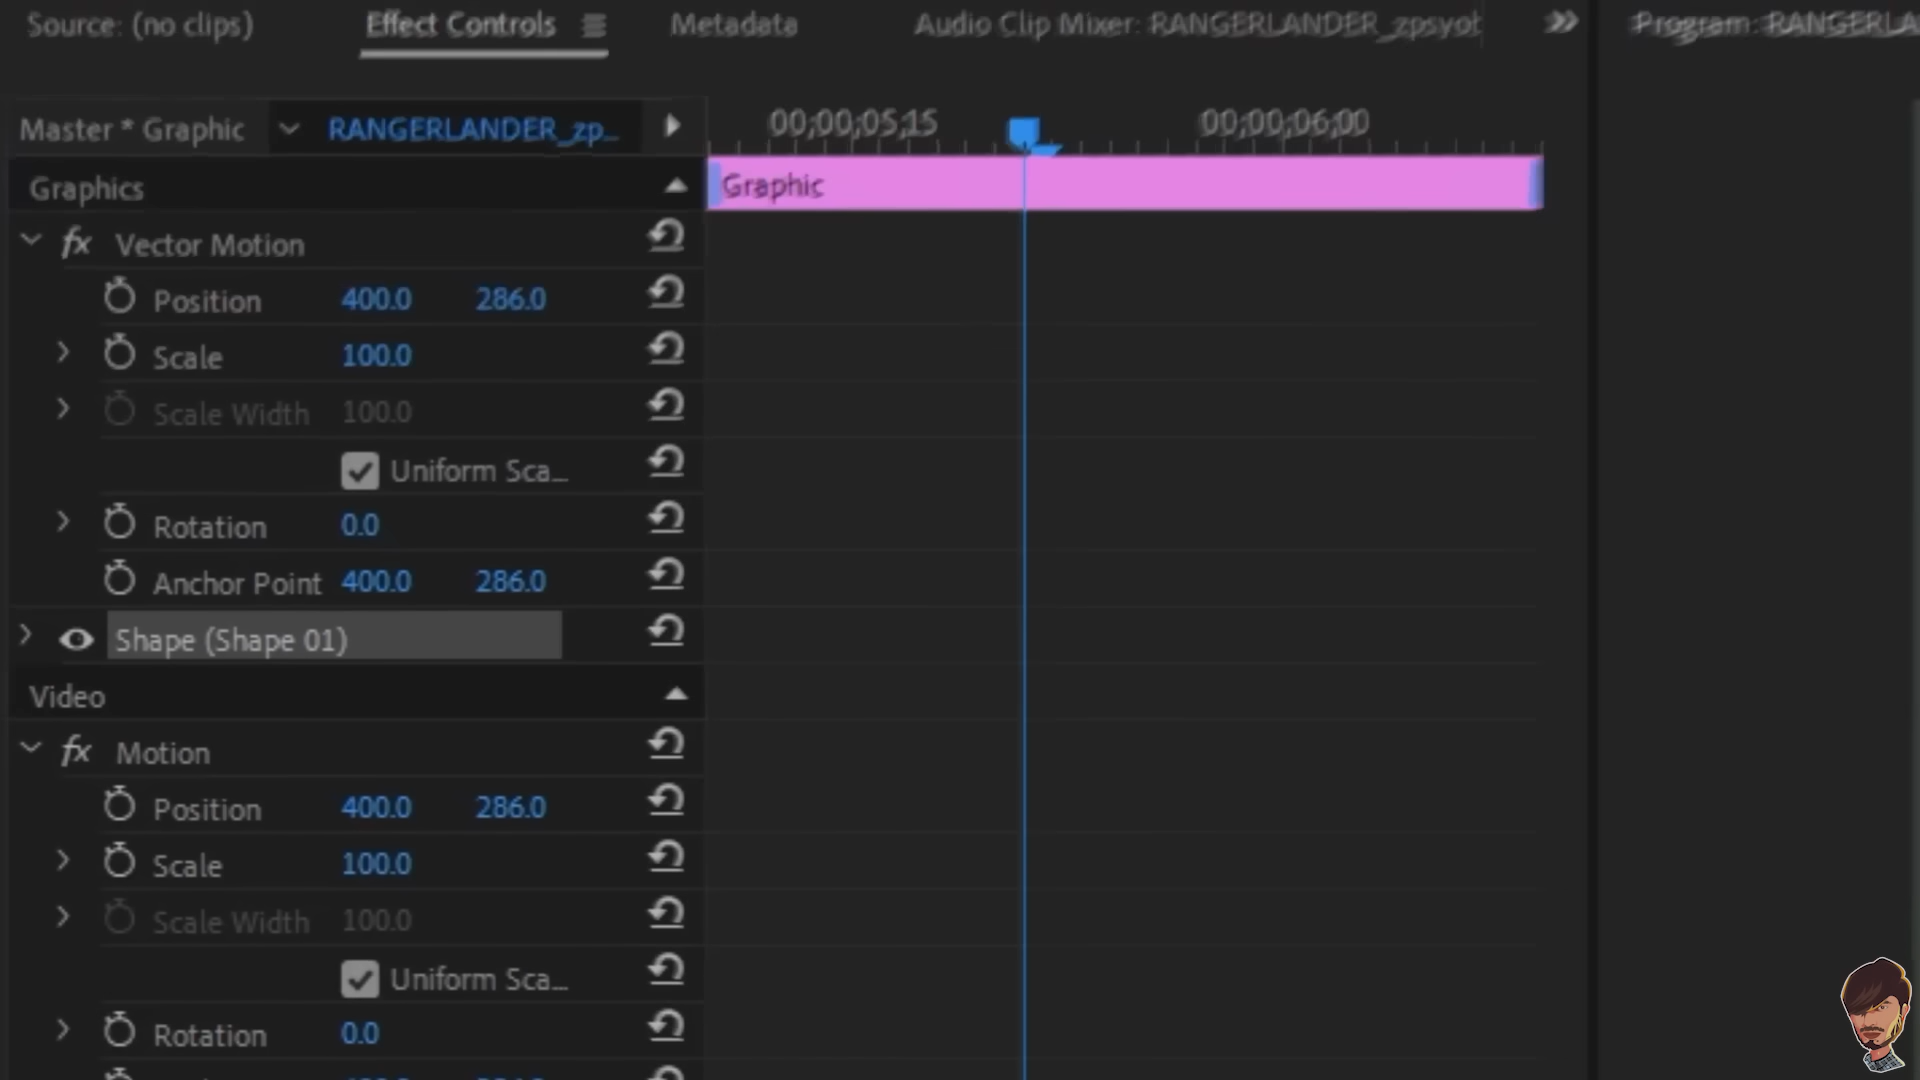 Source: (no clips) Effect Controls Metadata Audio Clip Mixer: RANGERLANDER_zpsyot Program: RANGERLA
Master * Graphic RANGERLANDER_zp... 00;00;05;15 00;00;06;00
Graphics Graphic
fx Vector Motion
Position 400.0 286.0
Scale 100.0
Scale Width 100.0
Uniform Sca...
Rotation 0.0
Anchor Point 400.0 286.0
Shape (Shape 01)
Video
fx Motion
Position 400.0 286.0
Scale 100.0
Scale Width 100.0
Uniform Sca...
Rotation 0.0